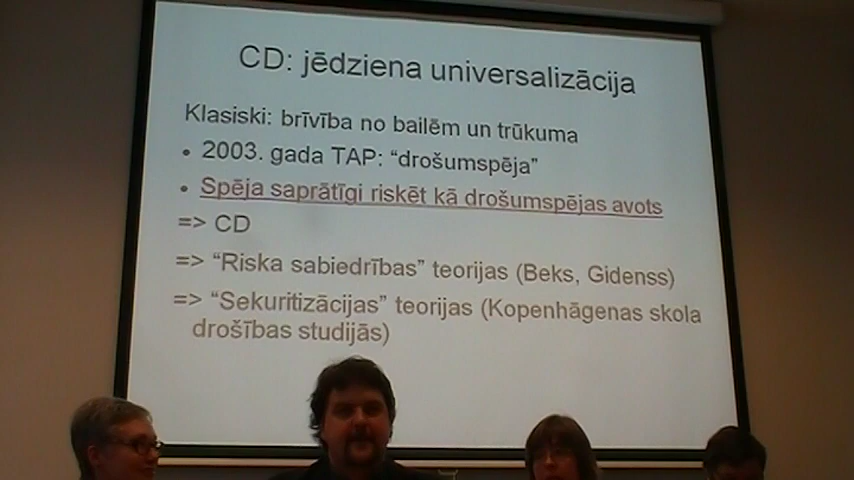 CD: jēdziena universalizācija
Klasiski: brīvība no bailēm un trūkuma
• 2003. gada TAP: “drošumspēja”
• Spēja saprātīgi riskēt kā drošumspējas avots
=> CD
=> “Riska sabiedrības” teorijas (Beks, Gidenss)
=> “Sekuritizācijas” teorijas (Kopenhāgenas skola
drošības studijās)